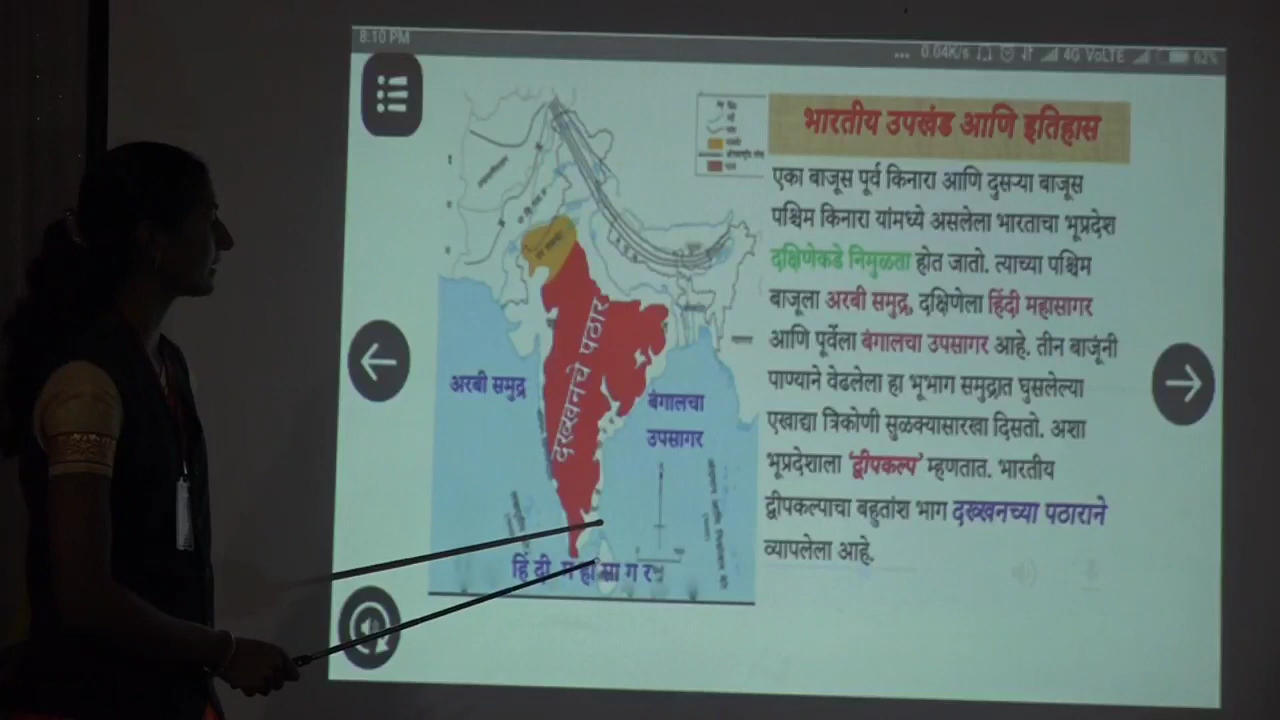 8:10 PM
... 0.04K/s 4G VoLTE 62%
भारतीय उपखंड आणि इतिहास
एका बाजूस पूर्व किनारा आणि दुसऱ्या बाजूस
पश्चिम किनारा यांमध्ये असलेला भारताचा भूप्रदेश
दक्षिणेकडे निमुळता होत जातो. त्याच्या पश्चिम
बाजूला अरबी समुद्र, दक्षिणेला हिंदी महासागर
आणि पूर्वेला बंगालचा उपसागर आहे. तीन बाजूंनी
पाण्याने वेढलेला हा भूभाग समुद्रात घुसलेल्या
एखाद्या त्रिकोणी सुळक्यासारखा दिसतो. अशा
भूप्रदेशाला 'द्वीपकल्प' म्हणतात. भारतीय
द्वीपकल्पाचा बहुतांश भाग दख्खनच्या पठाराने
व्यापलेला आहे.
दख्खनचे पठार
अरबी समुद्र
बंगालचा
उपसागर
हिंदी महासागर